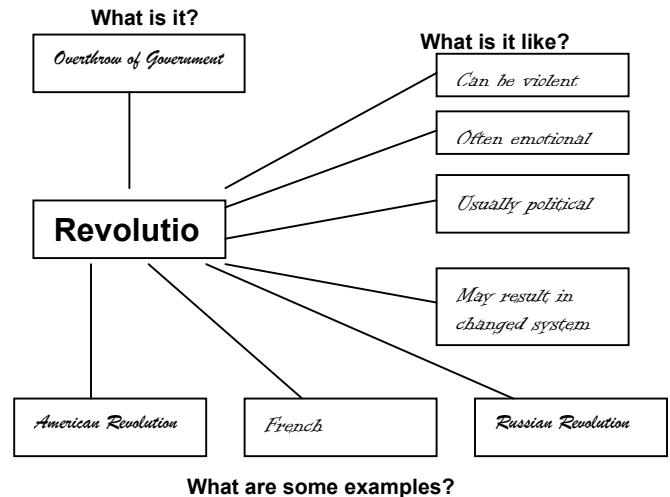 What is it?
Overthrow of Government
What is it like?
Can be violent
Often emotional
Usually political
Revolutio
May result in
changed system
American Revolution
French
Russian Revolution
What are some examples?